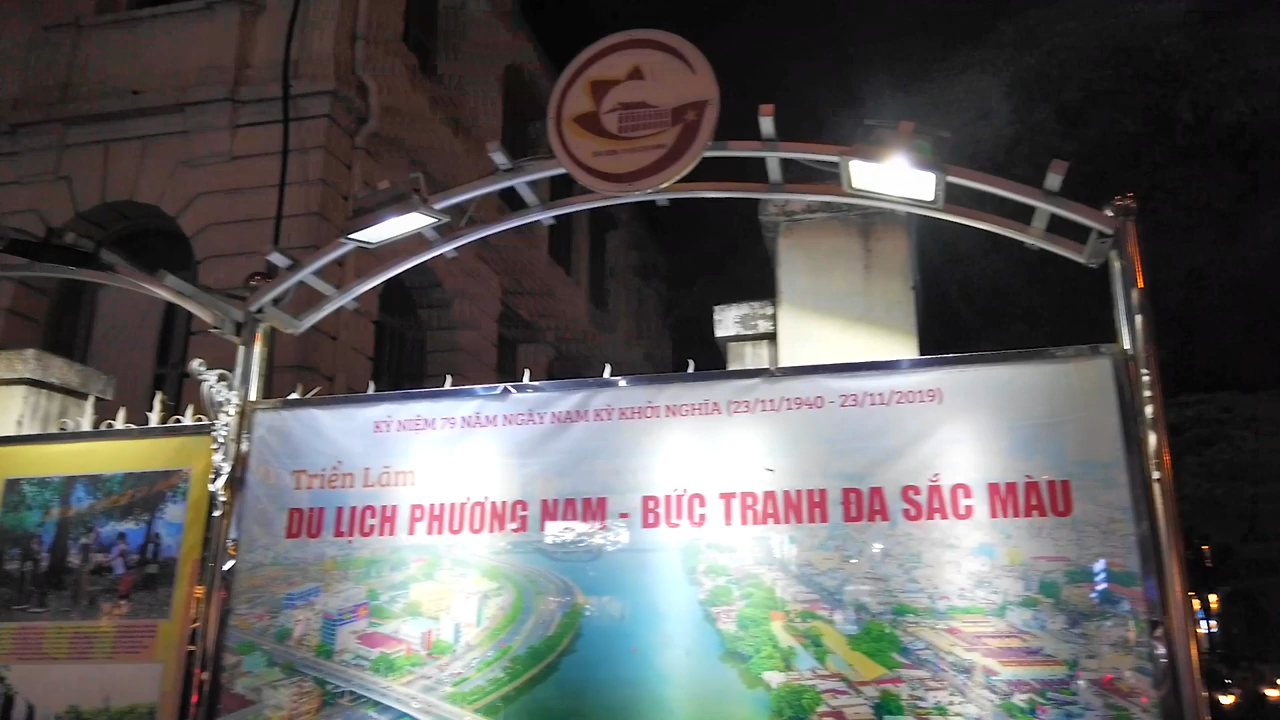 KỶ NIỆM 79 NĂM NGÀY NAM KỲ KHỞI NGHĨA (23/11/1940 - 23/11/2019)
Triển Lãm
DU LỊCH PHƯƠNG NAM - BỨC TRANH ĐA SẮC MÀU